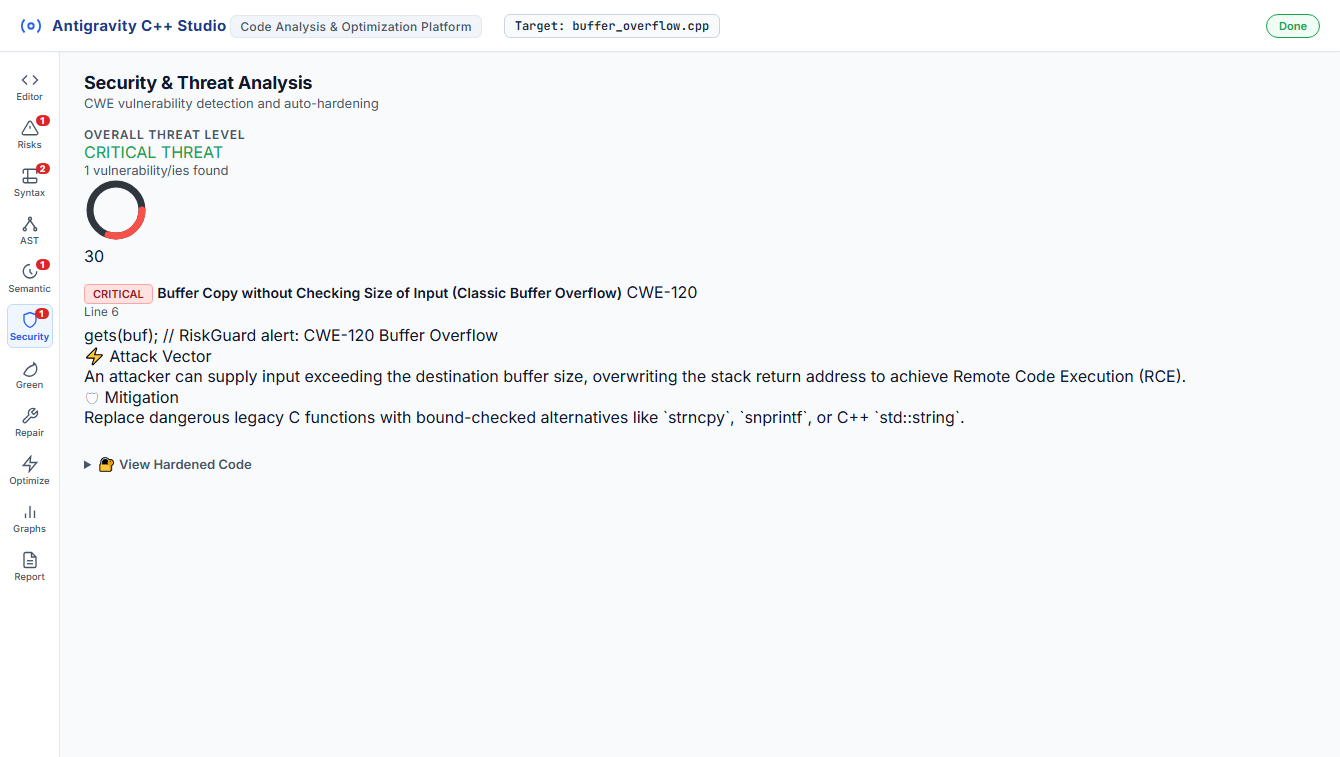 Antigravity C++ Studio Code Analysis & Optimization Platform Target: buffer_overflow.cpp Done
Editor
1
Risks
2
Syntax
AST
1
Semantic
1
Security
Green
Repair
Optimize
Graphs
Report
Security & Threat Analysis
CWE vulnerability detection and auto-hardening
OVERALL THREAT LEVEL
CRITICAL THREAT
1 vulnerability/ies found
30
CRITICAL Buffer Copy without Checking Size of Input (Classic Buffer Overflow) CWE-120
Line 6
gets(buf); // RiskGuard alert: CWE-120 Buffer Overflow
⚡ Attack Vector
An attacker can supply input exceeding the destination buffer size, overwriting the stack return address to achieve Remote Code Execution (RCE).
Mitigation
Replace dangerous legacy C functions with bound-checked alternatives like `strncpy`, `snprintf`, or C++ `std::string`.
View Hardened Code